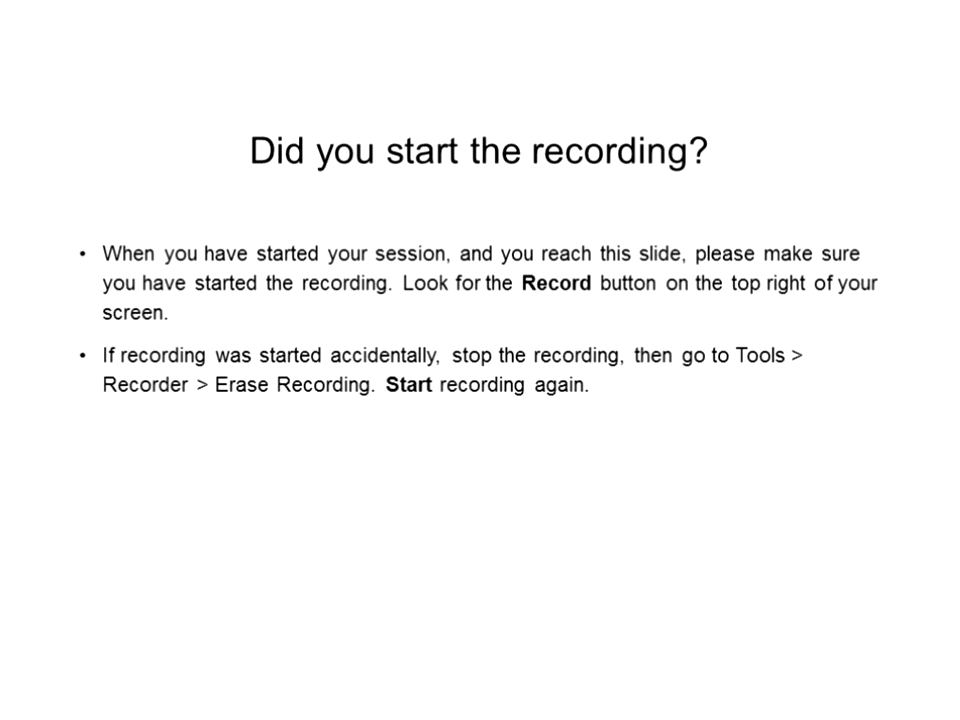 Did you start the recording?
• When you have started your session, and you reach this slide, please make sure
you have started the recording. Look for the Record button on the top right of your
screen.
• If recording was started accidentally, stop the recording, then go to Tools >
Recorder > Erase Recording. Start recording again.